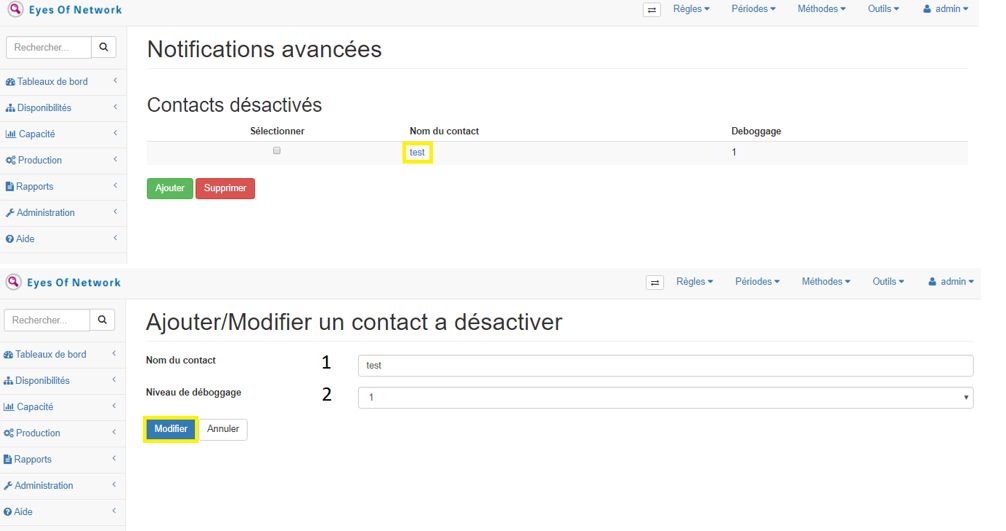 Eyes Of Network
Règles Périodes Méthodes Outils admin
Rechercher...
Notifications avancées
Tableaux de bord
Disponibilités
Capacité
Production
Rapports
Administration
Aide
Contacts désactivés
Sélectionner Nom du contact Deboggage
test 1
Ajouter Supprimer
Eyes Of Network
Règles Périodes Méthodes Outils admin
Rechercher...
Tableaux de bord
Disponibilités
Capacité
Production
Rapports
Administration
Aide
Ajouter/Modifier un contact a désactiver
Nom du contact 1 test
Niveau de déboggage 2 1
Modifier Annuler